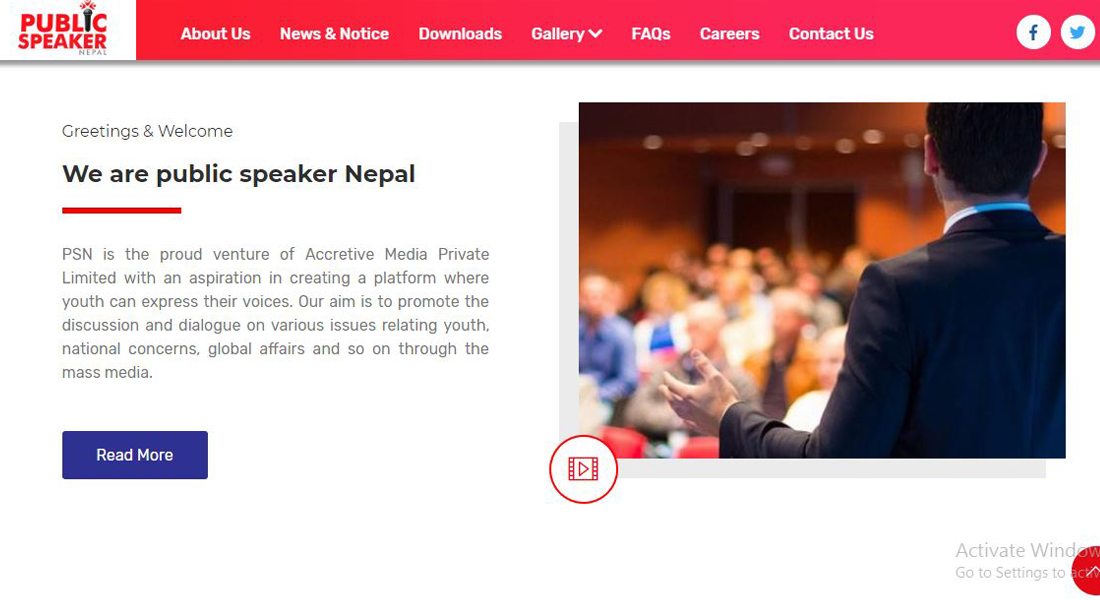 PUBLIC
SPEAKER
NEPAL
About Us News & Notice Downloads Gallery FAQs Careers Contact Us
Greetings & Welcome
We are public speaker Nepal
PSN is the proud venture of Accretive Media Private
Limited with an aspiration in creating a platform where
youth can express their voices. Our aim is to promote the
discussion and dialogue on various issues relating youth,
national concerns, global affairs and so on through the
mass media.
Read More
Activate Window
Go to Settings to activ